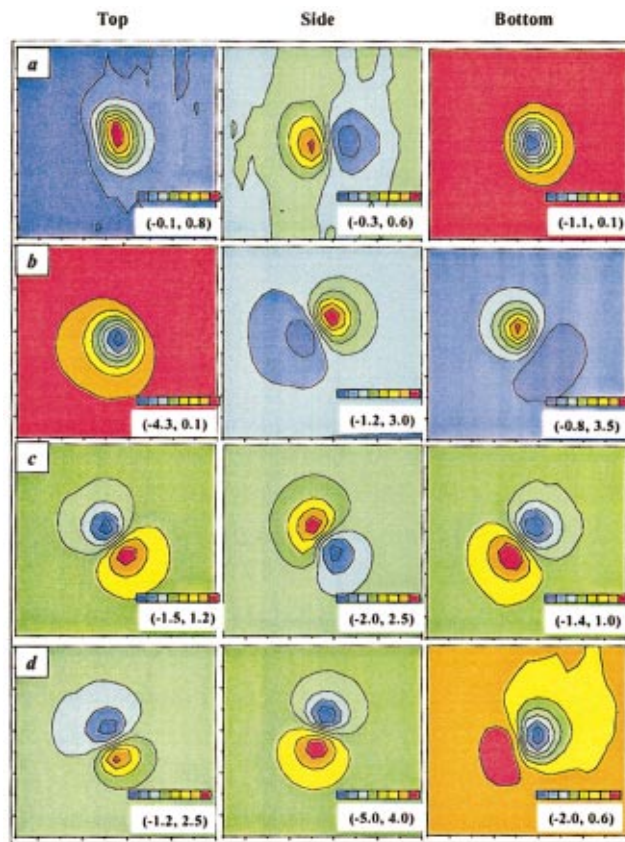 Top Side Bottom
a
(-0.1, 0.8) (-0.3, 0.6) (-1.1, 0.1)
b
(-4.3, 0.1) (-1.2, 3.0) (-0.8, 3.5)
c
(-1.5, 1.2) (-2.0, 2.5) (-1.4, 1.0)
d
(-1.2, 2.5) (-5.0, 4.0) (-2.0, 0.6)